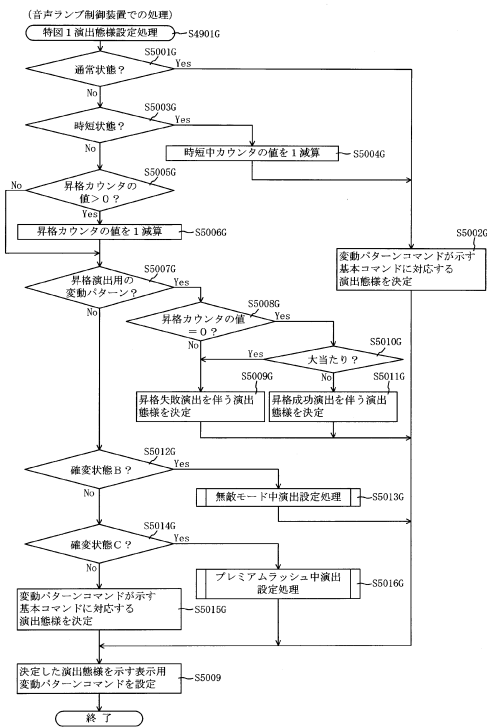 (音声ランプ制御装置での処理)
特図1演出態様設定処理
S4901G
S5001G
通常状態?
Yes
No
S5003G
時短状態?
Yes
No
時短中カウンタの値を1減算
S5004G
S5005G
昇格カウンタの
値>0?
No
Yes
昇格カウンタの値を1減算
S5006G
S5002G
変動パターンコマンドが示す
基本コマンドに対応する
演出態様を決定
S5007G
昇格演出用の
変動パターン?
Yes
No
S5008G
昇格カウンタの値
=0?
Yes
No
S5010G
大当たり?
Yes
No
S5009G
昇格失敗演出を伴う演出
態様を決定
S5011G
昇格成功演出を伴う演出
態様を決定
S5012G
確変状態B?
Yes
No
無敵モード中演出設定処理
S5013G
S5014G
確変状態C?
Yes
No
プレミアムラッシュ中演出
設定処理
S5016G
変動パターンコマンドが示す
基本コマンドに対応する
演出態様を決定
S5015G
決定した演出態様を示す表示用
変動パターンコマンドを設定
S5009
終了